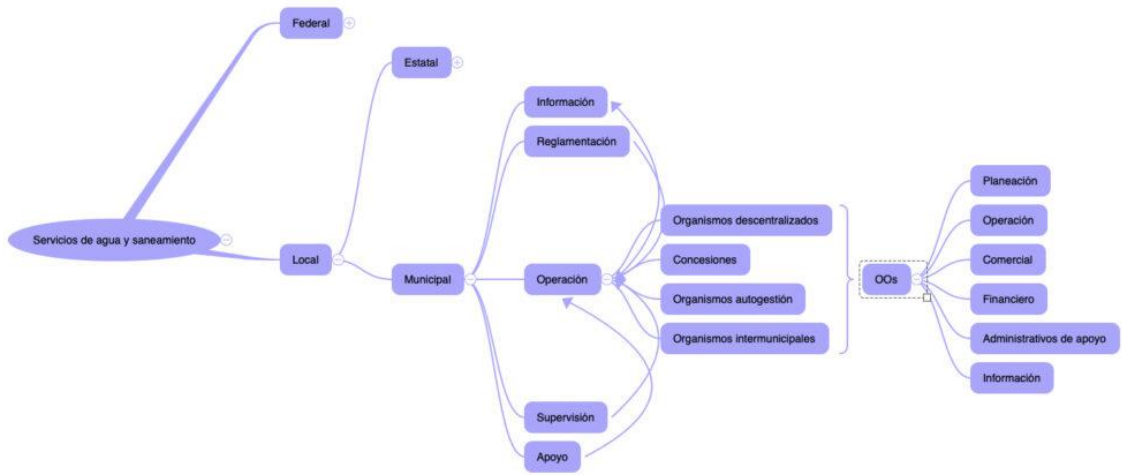 Federal
Estatal
Información
Reglamentación
Planeación
Organismos descentralizados
Operación
Servicios de agua y saneamiento
Local
Concesiones
Comercial
Municipal
Operación
OOs
Organismos autogestión
Financiero
Organismos intermunicipales
Administrativos de apoyo
Información
Supervisión
Apoyo